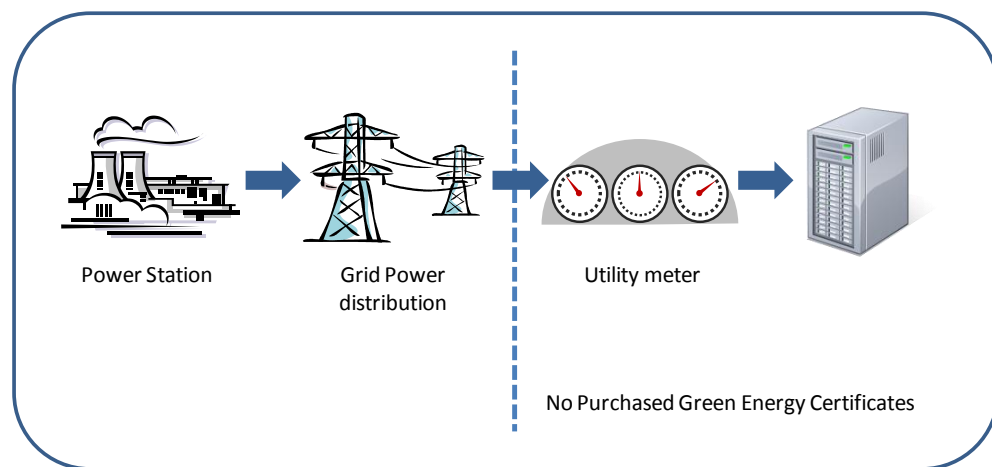 Power Station
Grid Power
distribution
Utility meter
No Purchased Green Energy Certificates